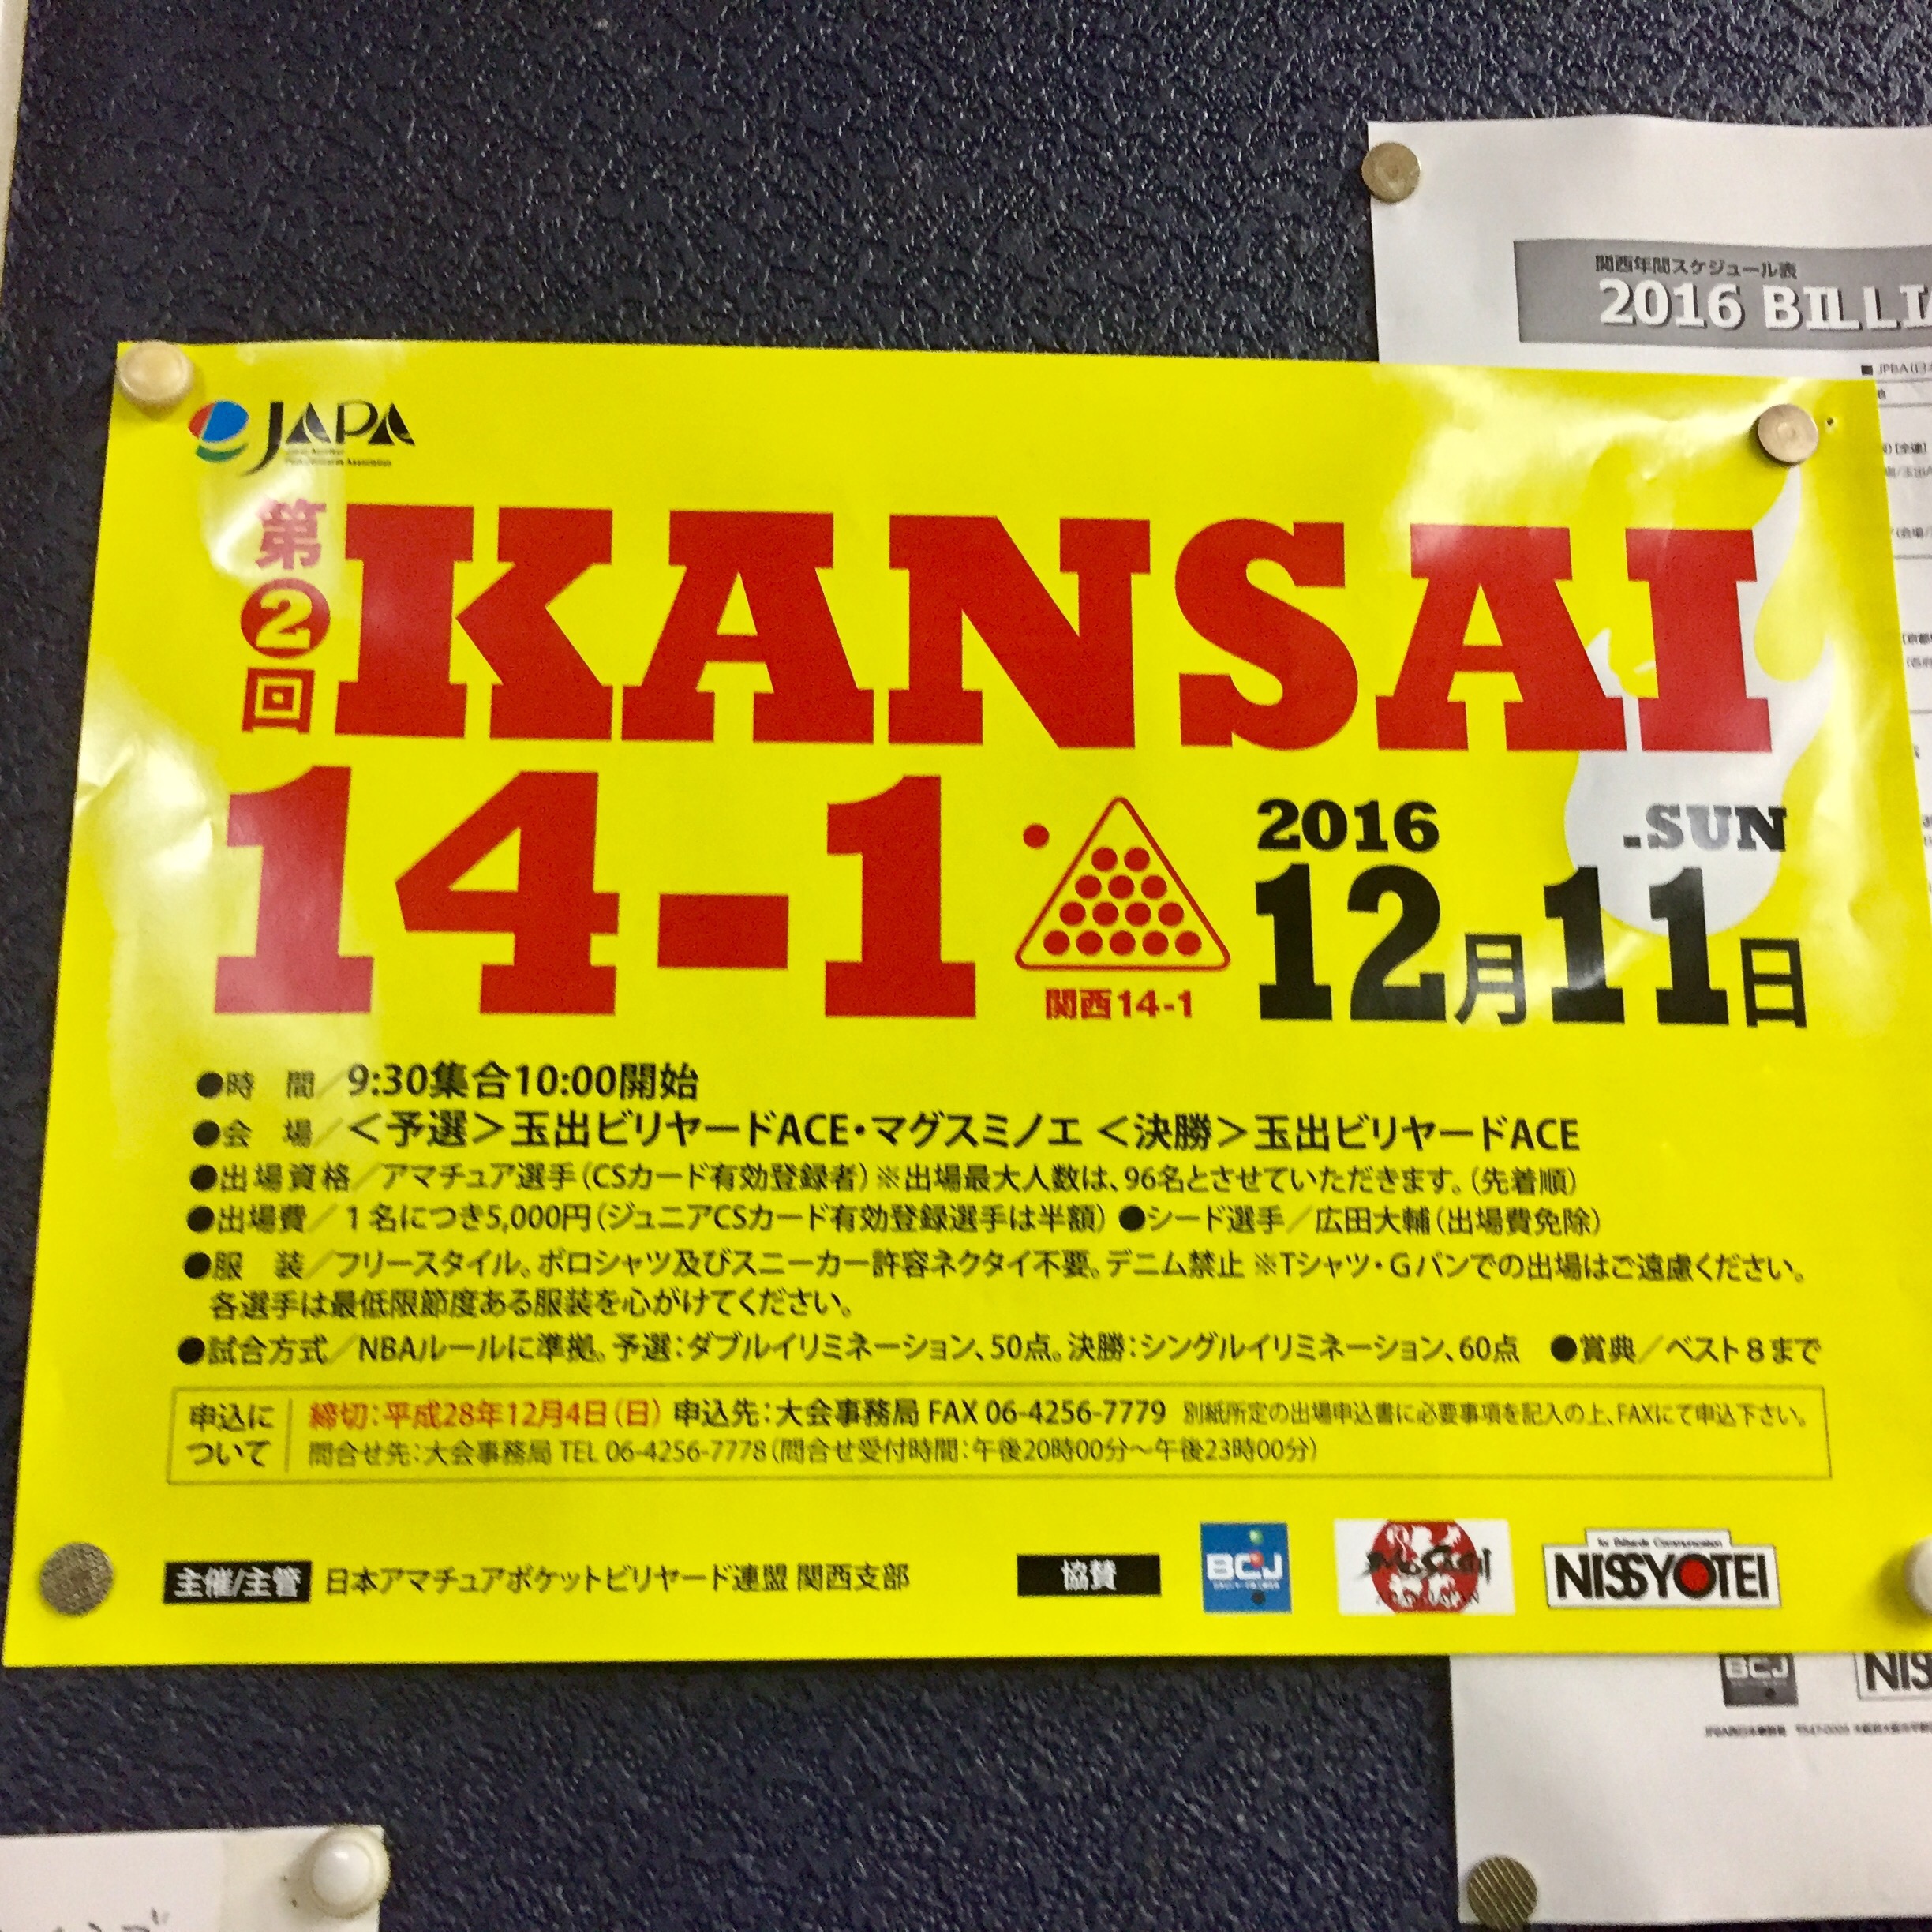 JAPA
第2回
KANSAI
14-1
関西14-1
2016
.SUN
12月11日
●時 間／9:30集合10:00開始
●会 場／＜予選＞玉出ビリヤードACE・マグスミノエ ＜決勝＞玉出ビリヤードACE
●出場資格／アマチュア選手（CSカード有効登録者）※出場最大人数は、96名とさせていただきます。（先着順）
●出場費／１名につき5,000円（ジュニアCSカード有効登録選手は半額） ●シード選手／広田大輔（出場費免除）
●服 装／フリースタイル。ポロシャツ及びスニーカー許容ネクタイ不要。デニム禁止 ※Tシャツ・Gパンでの出場はご遠慮ください。
各選手は最低限節度ある服装を心がけてください。
●試合方式／NBAルールに準拠。予選：ダブルイリミネーション、50点。決勝：シングルイリミネーション、60点 ●賞典／ベスト８まで
申込に
ついて
締切：平成28年12月4日（日） 申込先：大会事務局 FAX 06-4256-7779 別紙所定の出場申込書に必要事項を記入の上、FAXにて申込下さい。
問合せ先：大会事務局 TEL 06-4256-7778（問合せ受付時間：午後20時00分〜午後23時00分）
主催/主管 日本アマチュアポケットビリヤード連盟 関西支部
協賛
BCJ
for Billiards Communication
NISSYOTEI
関西年間スケジュール表
2016 BILLI
■ JPBA(日本
BCJ
NIS